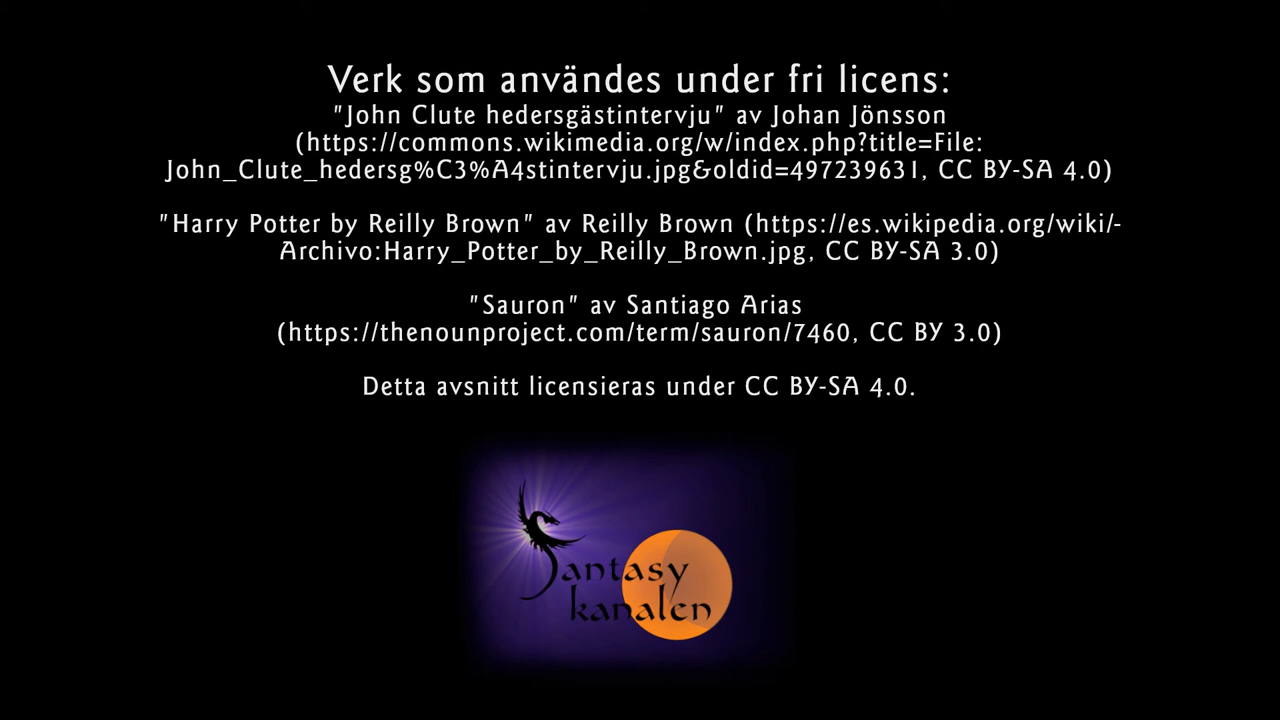 Verk som användes under fri licens:
"John Clute hedersgästintervju" av Johan Jönsson
(https://commons.wikimedia.org/w/index.php?title=File:
John_Clute_hedersg%C3%A4stintervju.jpg&oldid=497239631, CC BY-SA 4.0)
"Harry Potter by Reilly Brown" av Reilly Brown (https://es.wikipedia.org/wiki/-
Archivo:Harry_Potter_by_Reilly_Brown.jpg, CC BY-SA 3.0)
"Sauron" av Santiago Arias
(https://thenounproject.com/term/sauron/7460, CC BY 3.0)
Detta avsnitt licensieras under CC BY-SA 4.0.
Fantasy
kanalen